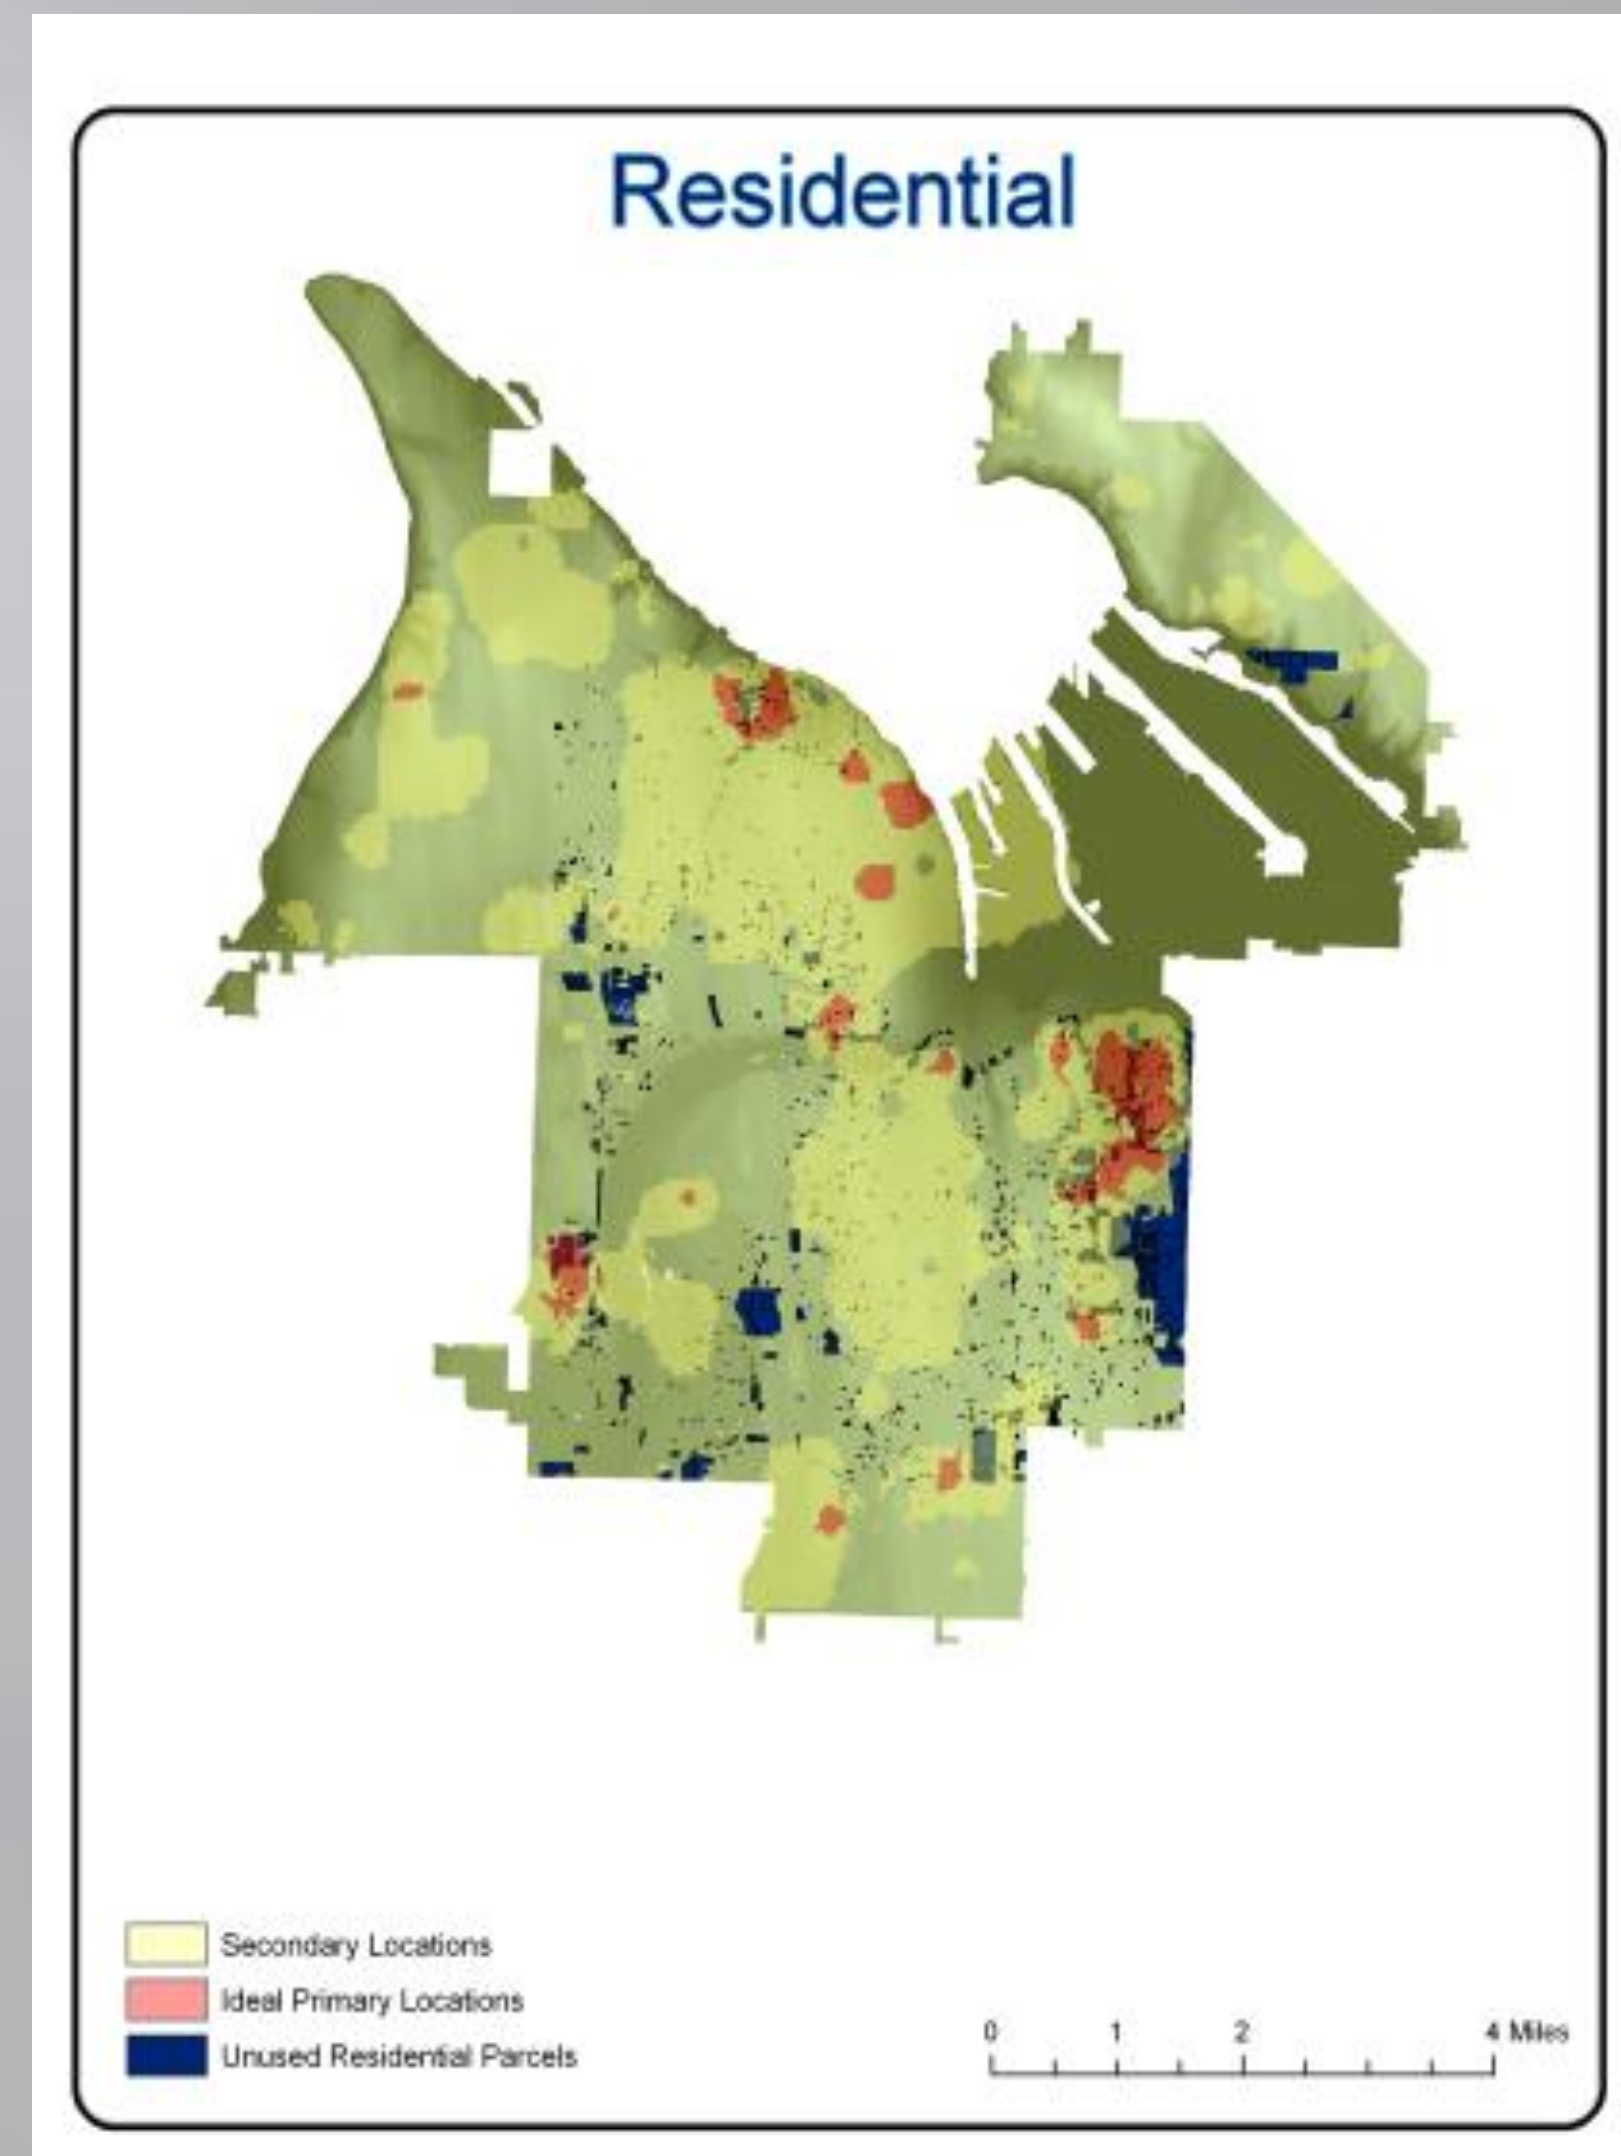 Residential
Secondary Locations
Ideal Primary Locations
Unused Residential Parcels
0 1 2 4 Miles